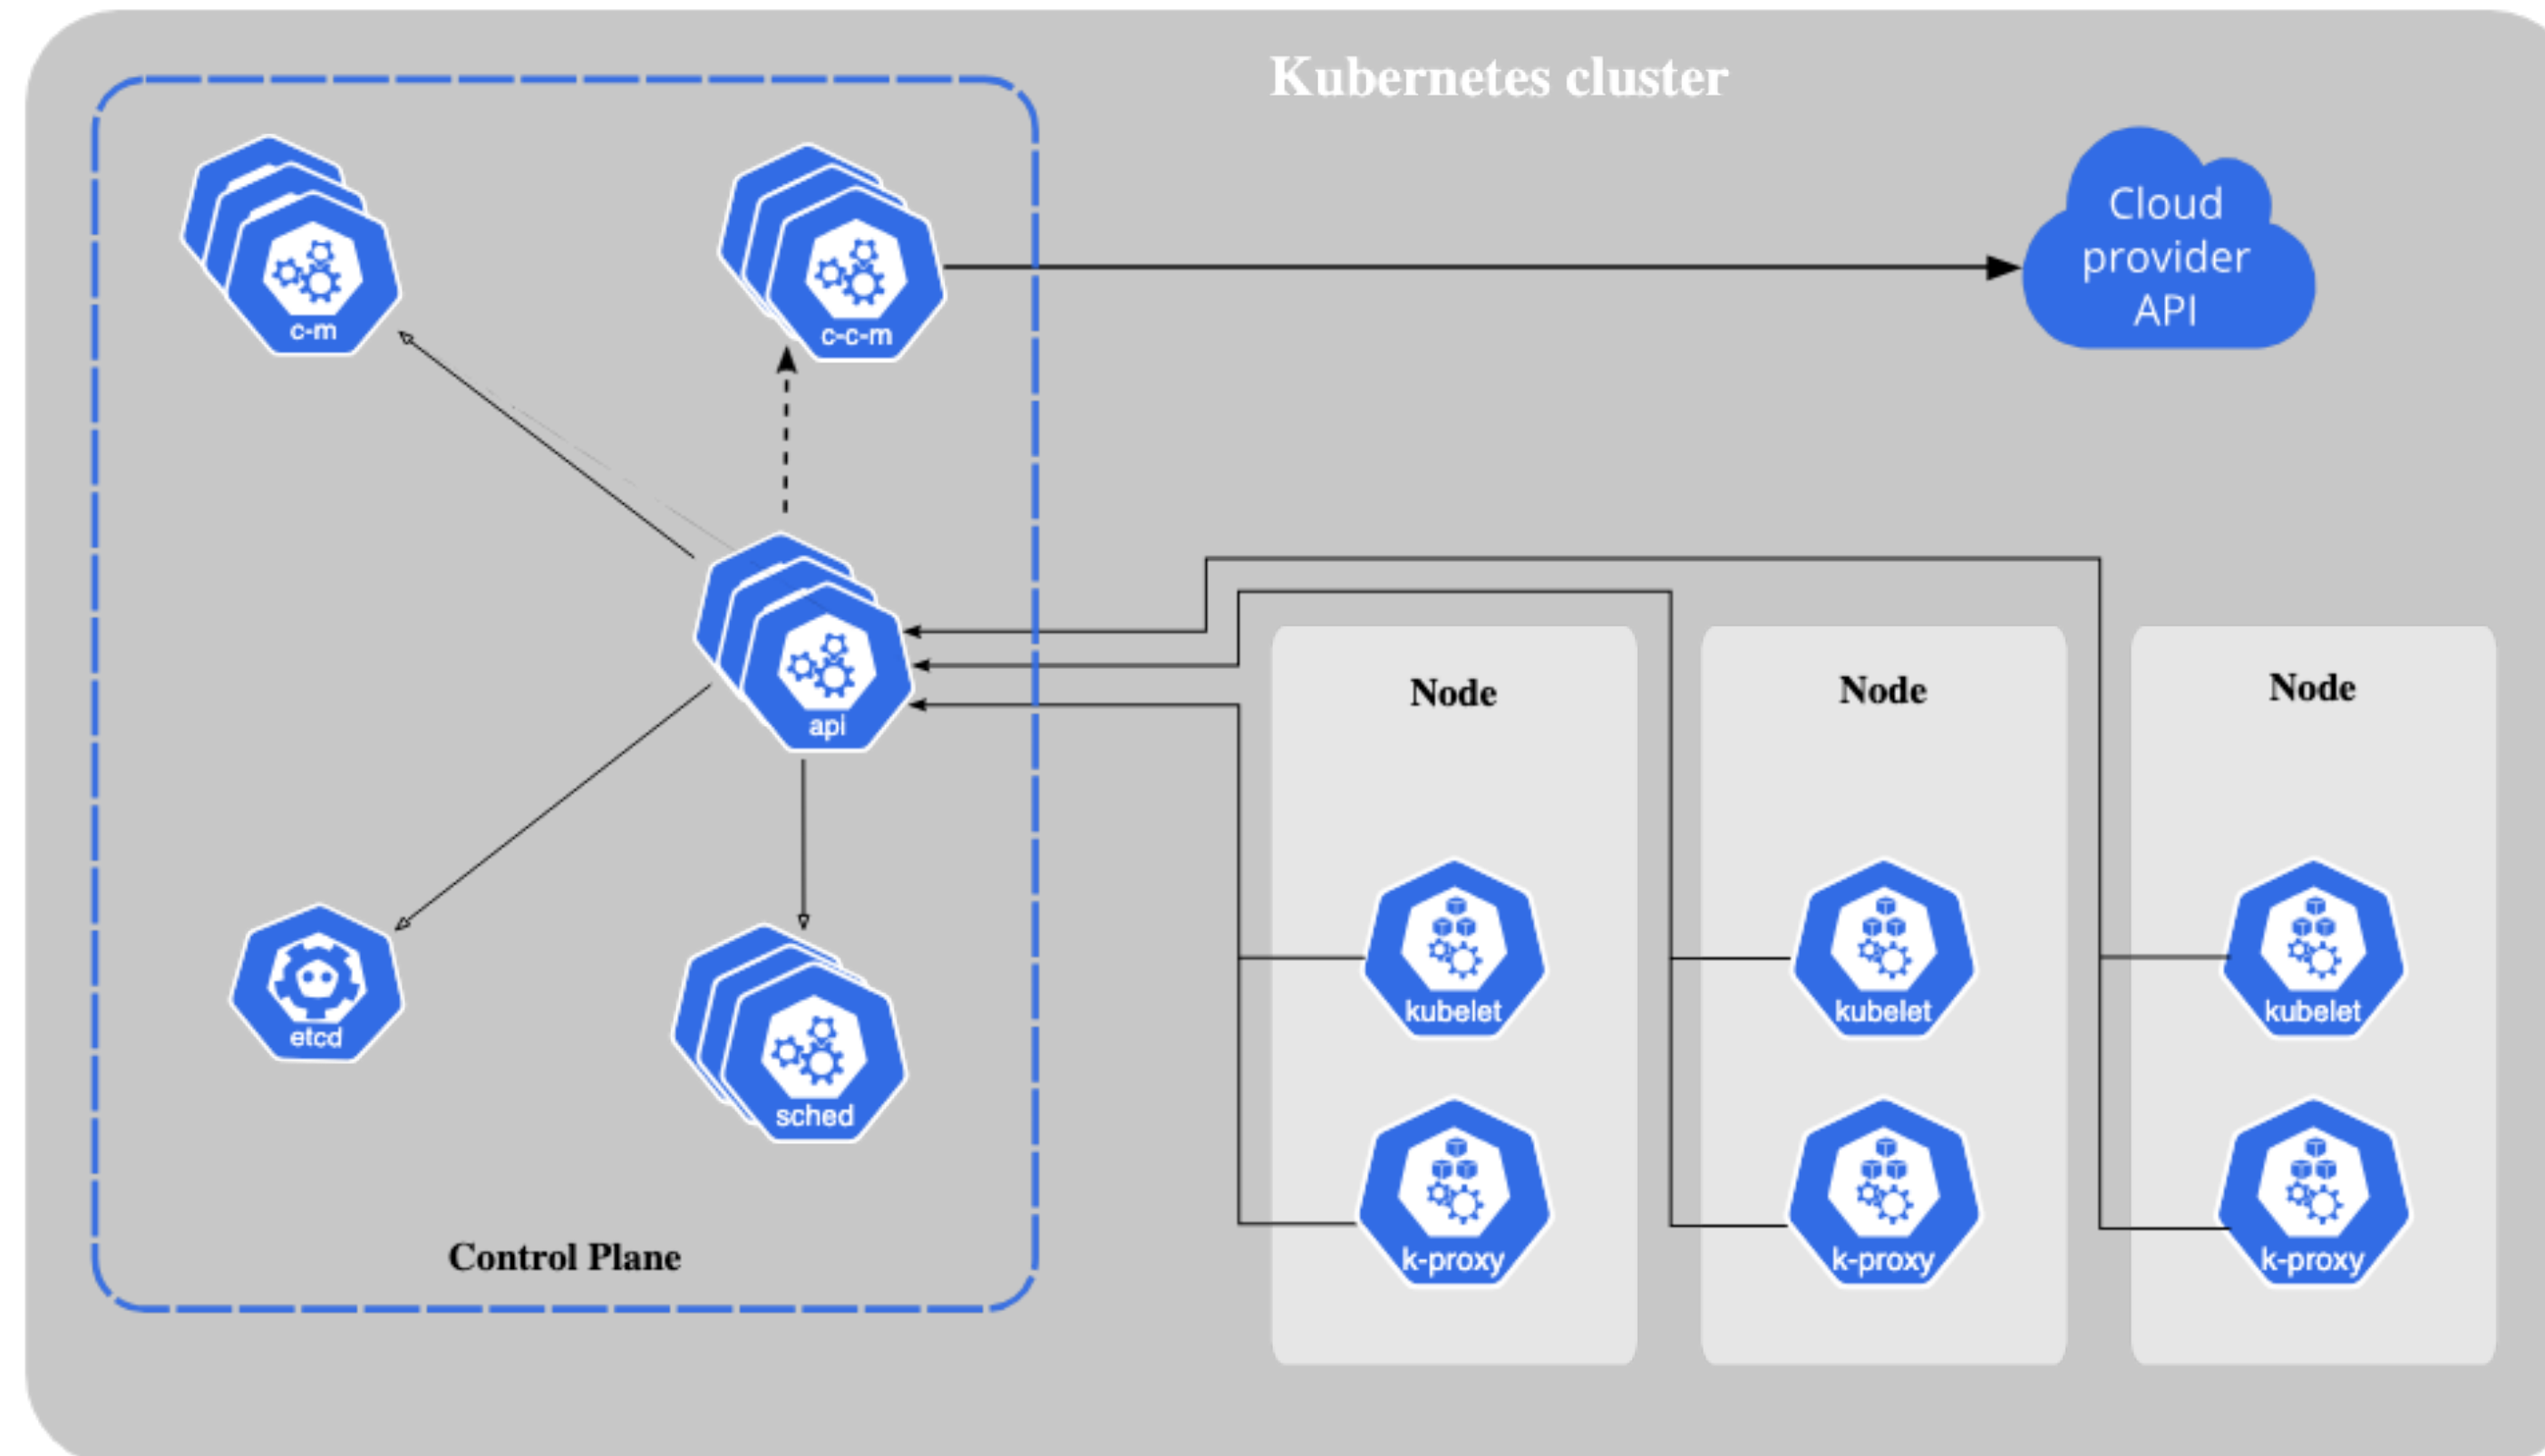 Kubernetes cluster
c-m
c-c-m
Cloud
provider
API
api
Node
Node
Node
etcd
sched
kubelet
kubelet
kubelet
k-proxy
k-proxy
k-proxy
Control Plane